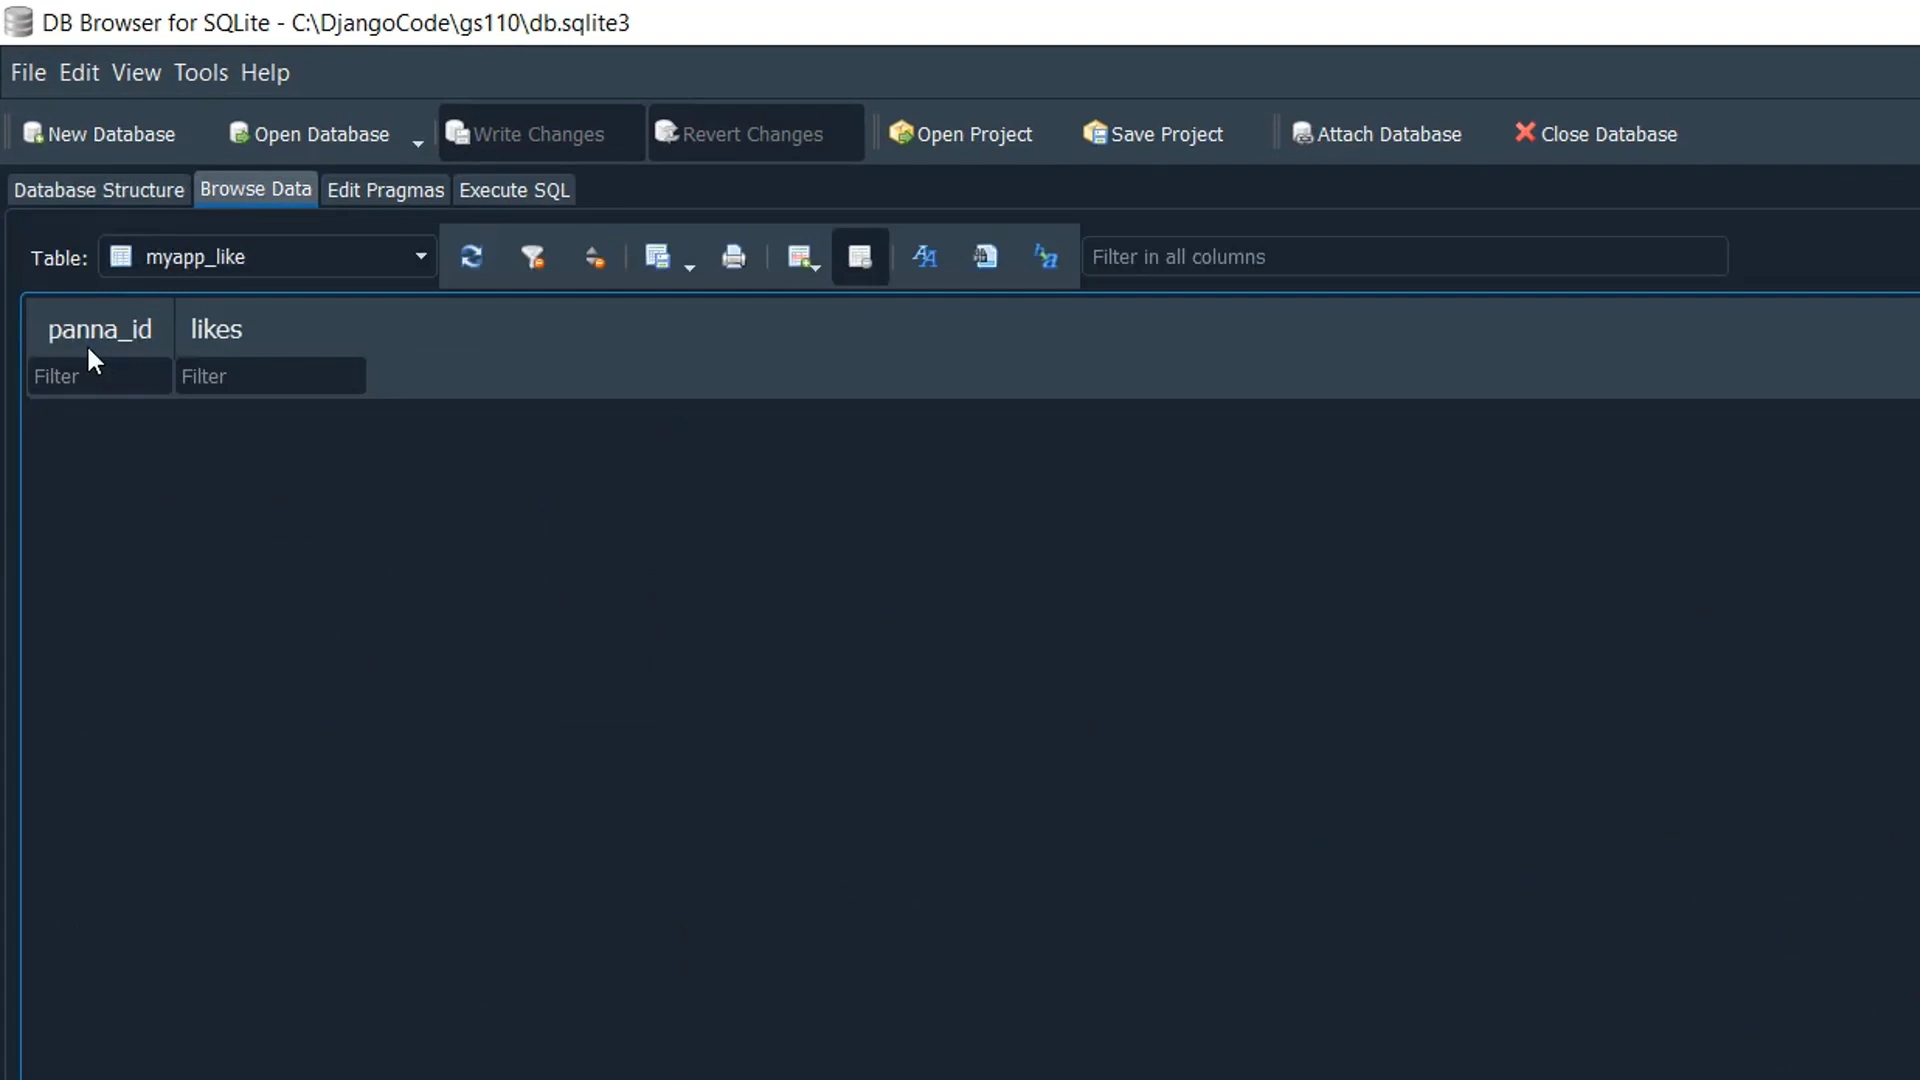 DB Browser for SQLite - C:\DjangoCode\gs110\db.sqlite3
File Edit View Tools Help
New Database Open Database Write Changes Revert Changes Open Project Save Project Attach Database Close Database
Database Structure Browse Data Edit Pragmas Execute SQL
Table: myapp_like Filter in all columns
panna_id likes
Filter Filter